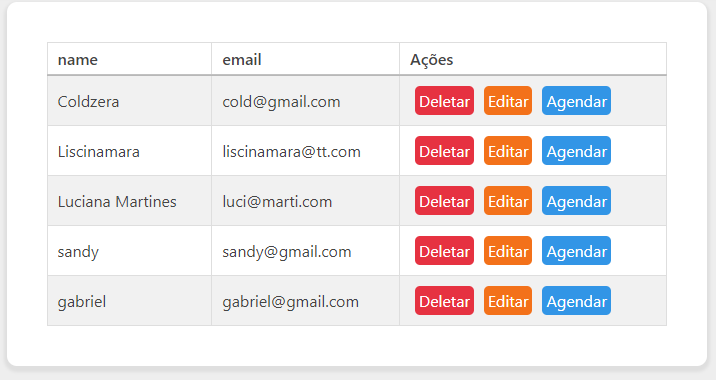 name email Ações
Coldzera cold@gmail.com Deletar Editar Agendar
Liscinamara liscinamara@tt.com Deletar Editar Agendar
Luciana Martines luci@marti.com Deletar Editar Agendar
sandy sandy@gmail.com Deletar Editar Agendar
gabriel gabriel@gmail.com Deletar Editar Agendar